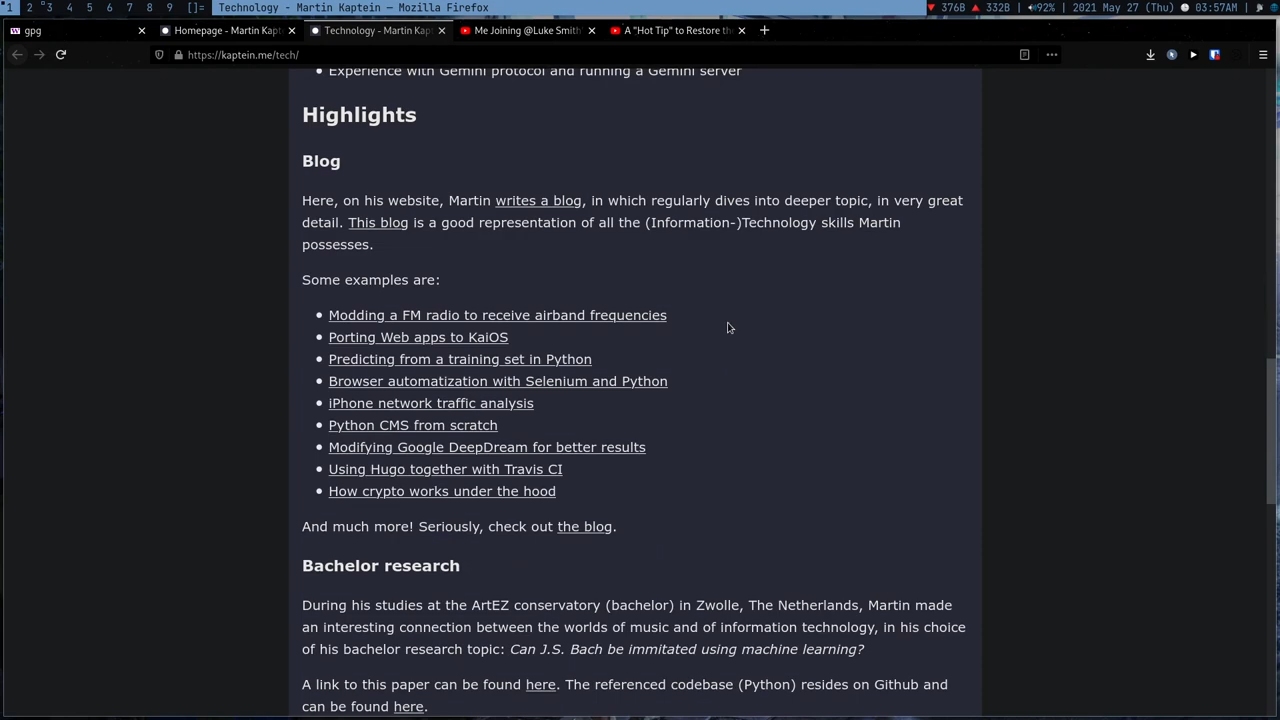 1 2 3 4 5 6 7 8 9 []= Technology - Martin Kaptein — Mozilla Firefox ▼ 376B ▲ 332B | 92% | 2021 May 27 (Thu) 03:57AM
gpg
Homepage - Martin Kapt
Technology - Martin Kapt
Me Joining @Luke Smith
A "Hot Tip" to Restore th
https://kaptein.me/tech/
• Experience with Gemini protocol and running a Gemini server
Highlights
Blog
Here, on his website, Martin writes a blog, in which regularly dives into deeper topic, in very great
detail. This blog is a good representation of all the (Information-)Technology skills Martin
possesses.
Some examples are:
• Modding a FM radio to receive airband frequencies
• Porting Web apps to KaiOS
• Predicting from a training set in Python
• Browser automatization with Selenium and Python
• iPhone network traffic analysis
• Python CMS from scratch
• Modifying Google DeepDream for better results
• Using Hugo together with Travis CI
• How crypto works under the hood
And much more! Seriously, check out the blog.
Bachelor research
During his studies at the ArtEZ conservatory (bachelor) in Zwolle, The Netherlands, Martin made
an interesting connection between the worlds of music and of information technology, in his choice
of his bachelor research topic: Can J.S. Bach be immitated using machine learning?
A link to this paper can be found here. The referenced codebase (Python) resides on Github and
can be found here.